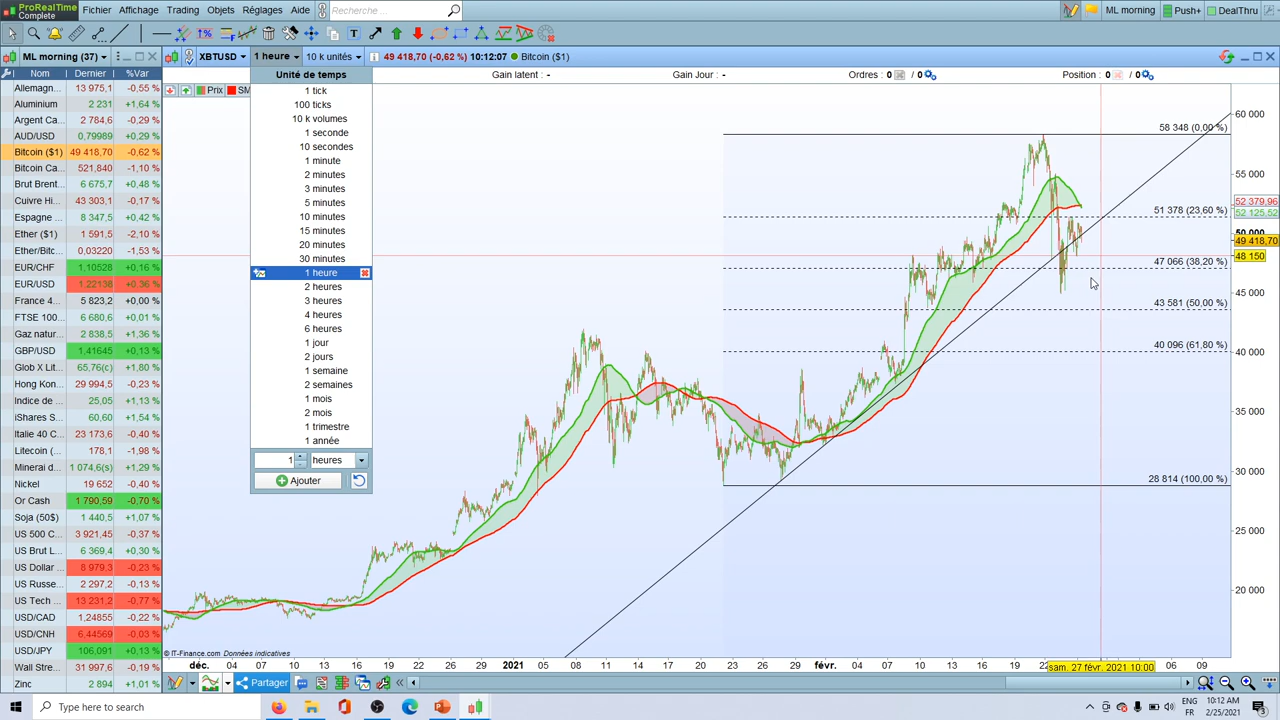 ProRealTime
Complete
Fichier Affichage Trading Objets Réglages Aide Recherche ... ML morning Push+ DealThru
ML morning (37)
XBTUSD 1 heure 10 k unités 49 418,70 (-0,62 %) 10:12:07 Bitcoin ($1)
Gain latent : - Gain Jour : - Ordres : 0 / 0 Position : 0 / 0
Nom Dernier %Var
Allemagn... 13 975,1 -0,55 %
Aluminium 2 231 +1,64 %
Argent Ca... 2 784,6 -0,29 %
AUD/USD 0,79989 +0,29 %
Bitcoin ($1) 49 418,70 -0,62 %
Bitcoin Ca... 521,840 -1,10 %
Brut Brent... 6 675,7 +0,48 %
Cuivre Hi... 43 303,1 -0,17 %
Espagne ... 8 347,5 +0,42 %
Ether ($1) 1 591,5 -2,10 %
Ether/Bitc... 0,03220 -1,53 %
EUR/CHF 1,10528 +0,16 %
EUR/USD 1,22138 +0,36 %
France 4... 5 823,2 +0,00 %
FTSE 100... 6 680,6 +0,01 %
Gaz natur... 2 838,5 +1,36 %
GBP/USD 1,41645 +0,13 %
Glob X Lit... 65,76(c) +1,80 %
Hong Kon... 29 994,5 -0,23 %
Indice de ... 25,05 +1,13 %
iShares S... 60,60 +1,54 %
Italie 40 C... 23 173,6 -0,40 %
Litecoin (... 178,1 -1,98 %
Minerai d... 1 074,6(s) +1,29 %
Nickel 19 652 -0,40 %
Or Cash 1 790,59 -0,70 %
Soja (50$) 1 440,5 +1,07 %
US 500 C... 3 921,45 -0,37 %
US Brut L... 6 369,4 +0,30 %
US Dollar ... 8 979,3 -0,23 %
US Russe... 2 297,2 -0,13 %
US Tech ... 13 231,2 -0,77 %
USD/CAD 1,24855 -0,22 %
USD/CNH 6,44569 -0,03 %
USD/JPY 106,091 +0,13 %
Wall Stre... 31 997,6 -0,19 %
Zinc 2 894 +1,01 %
Prix SM
Unité de temps
1 tick
100 ticks
10 k volumes
1 seconde
10 secondes
1 minute
2 minutes
3 minutes
5 minutes
10 minutes
15 minutes
20 minutes
30 minutes
1 heure
2 heures
3 heures
4 heures
6 heures
1 jour
2 jours
1 semaine
2 semaines
1 mois
2 mois
1 trimestre
1 année
1 heures
Ajouter
58 348 (0,00 %)
51 378 (23,60 %)
47 066 (38,20 %)
43 581 (50,00 %)
40 096 (61,80 %)
28 814 (100,00 %)
60 000
55 000
52 379,96
52 125,52
50 000
49 418,70
48 150
45 000
40 000
35 000
30 000
25 000
20 000
© IT-Finance.com Données indicatives
déc. 04 07 10 13 16 20 23 26 29 2021 05 08 11 14 17 20 23 26 29 févr. 04 07 10 13 16 19 22 sam. 27 févr. 2021 10:00 06 09
Partager
Type here to search
ENG
FR
10:12 AM
2/25/2021
3